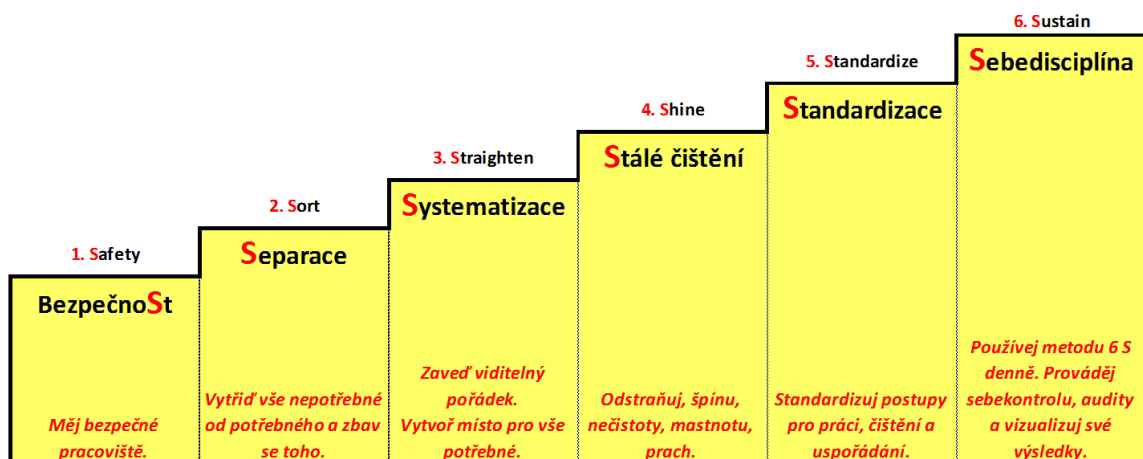 1. Safety
BezpečnoSt
Měj bezpečné
pracoviště.
2. Sort
Separace
Vytřiď vše nepotřebné
od potřebného a zbav
se toho.
3. Straighten
Systematizace
Zaveď viditelný
pořádek.
Vytvoř místo pro vše
potřebné.
4. Shine
Stálé čištění
Odstraňuj, špínu,
nečistoty, mastnotu,
prach.
5. Standardize
Standardizace
Standardizuj postupy
pro práci, čištění a
uspořádání.
6. Sustain
Sebedisciplína
Používej metodu 6 S
denně. Prováděj
sebekontrolu, audity
a vizualizuj své
výsledky.